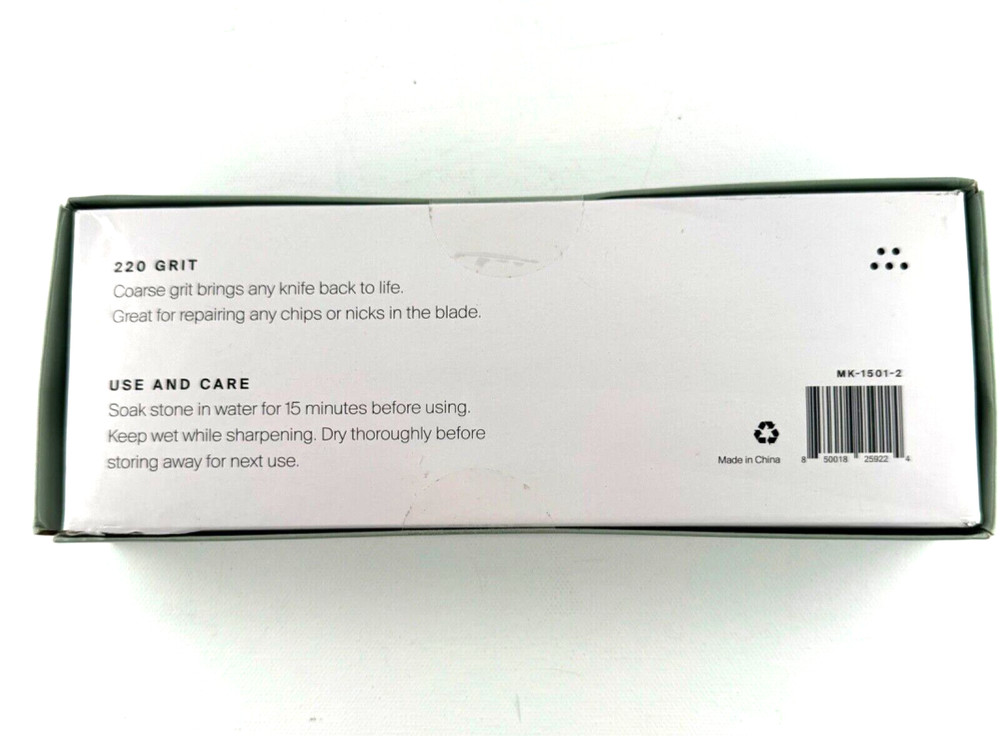 220 GRIT
Coarse grit brings any knife back to life.
Great for repairing any chips or nicks in the blade.
USE AND CARE
Soak stone in water for 15 minutes before using.
Keep wet while sharpening. Dry thoroughly before
storing away for next use.
MK-1501-2
Made in China
8 50018 25922 4